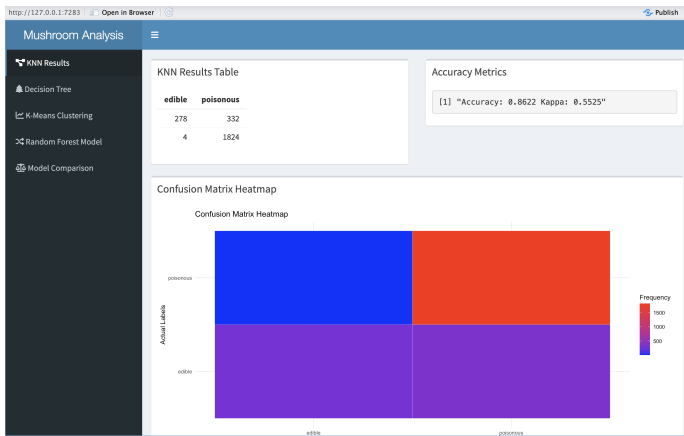 http://127.0.0.1:7283 Open in Browser Publish
Mushroom Analysis
KNN Results
Decision Tree
K-Means Clustering
Random Forest Model
Model Comparison
KNN Results Table
edible poisonous
278 332
4 1824
Accuracy Metrics
[1] "Accuracy: 0.8622 Kappa: 0.5525"
Confusion Matrix Heatmap
Confusion Matrix Heatmap
Actual Labels
poisonous
edible
edible poisonous
Frequency
1500
1000
500